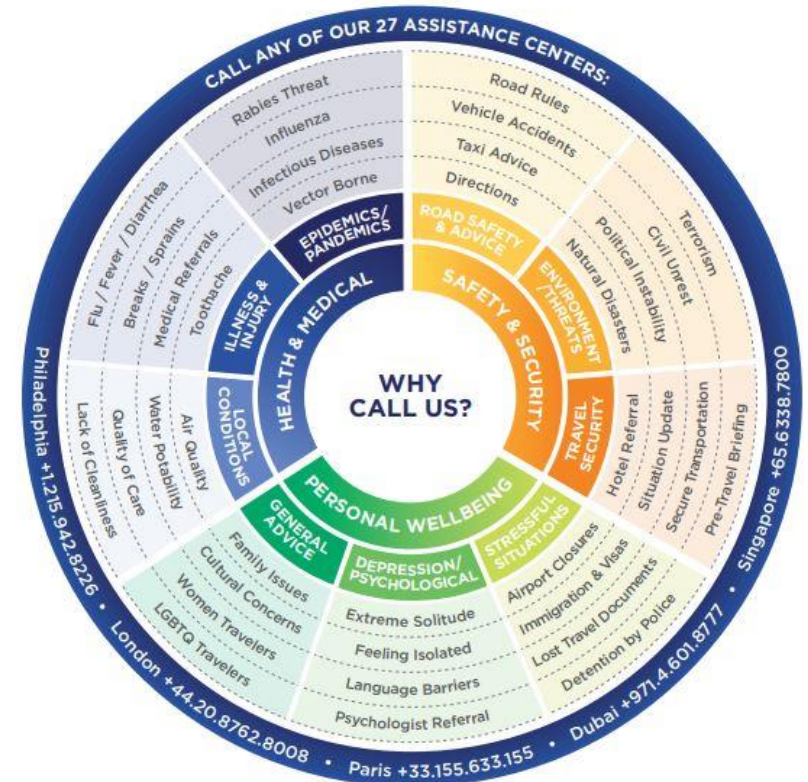 CALL ANY OF OUR 27 ASSISTANCE CENTERS:
WHY
CALL US?
SAFETY & SECURITY
ROAD SAFETY
& ADVICE
Road Rules
Vehicle Accidents
Taxi Advice
Directions
ENVIRONMENT
/THREATS
Terrorism
Civil Unrest
Political Instability
Natural Disasters
TRAVEL
SECURITY
Hotel Referral
Situation Update
Secure Transportation
Pre-Travel Briefing
PERSONAL WELLBEING
STRESSFUL
SITUATIONS
Airport Closures
Immigration & Visas
Lost Travel Documents
Detention by Police
DEPRESSION/
PSYCHOLOGICAL
Extreme Solitude
Feeling Isolated
Language Barriers
Psychologist Referral
GENERAL
ADVICE
Family Issues
Cultural Concerns
Women Travelers
LGBTQ Travelers
HEALTH & MEDICAL
LOCAL
CONDITIONS
Air Quality
Water Potability
Quality of Care
Lack of Cleanliness
ILLNESS &
INJURY
Flu / Fever / Diarrhea
Breaks / Sprains
Medical Referrals
Toothache
EPIDEMICS/
PANDEMICS
Rabies Threat
Influenza
Infectious Diseases
Vector Borne
Philadelphia +1.215.942.8226 • London +44.20.8762.8008 • Paris +33.155.633.155 • Dubai +971.4.601.8777 • Singapore +65.6338.7800